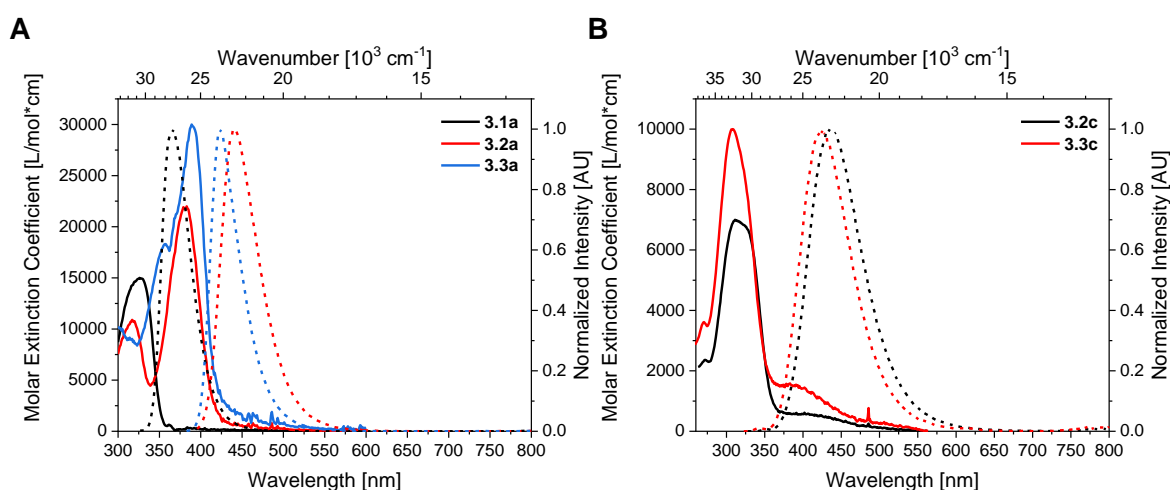 A
Wavenumber [10³ cm⁻¹]
30 25 20 15
Molar Extinction Coefficient [L/mol*cm]
30000
25000
20000
15000
10000
5000
0
3.1a
3.2a
3.3a
1.0
0.8
0.6
0.4
0.2
0.0
Normalized Intensity [AU]
300 350 400 450 500 550 600 650 700 750 800
Wavelength [nm]
B
Wavenumber [10³ cm⁻¹]
35 30 25 20 15
Molar Extinction Coefficient [L/mol*cm]
10000
8000
6000
4000
2000
0
3.2c
3.3c
1.0
0.8
0.6
0.4
0.2
0.0
Normalized Intensity [AU]
300 350 400 450 500 550 600 650 700 750 800
Wavelength [nm]